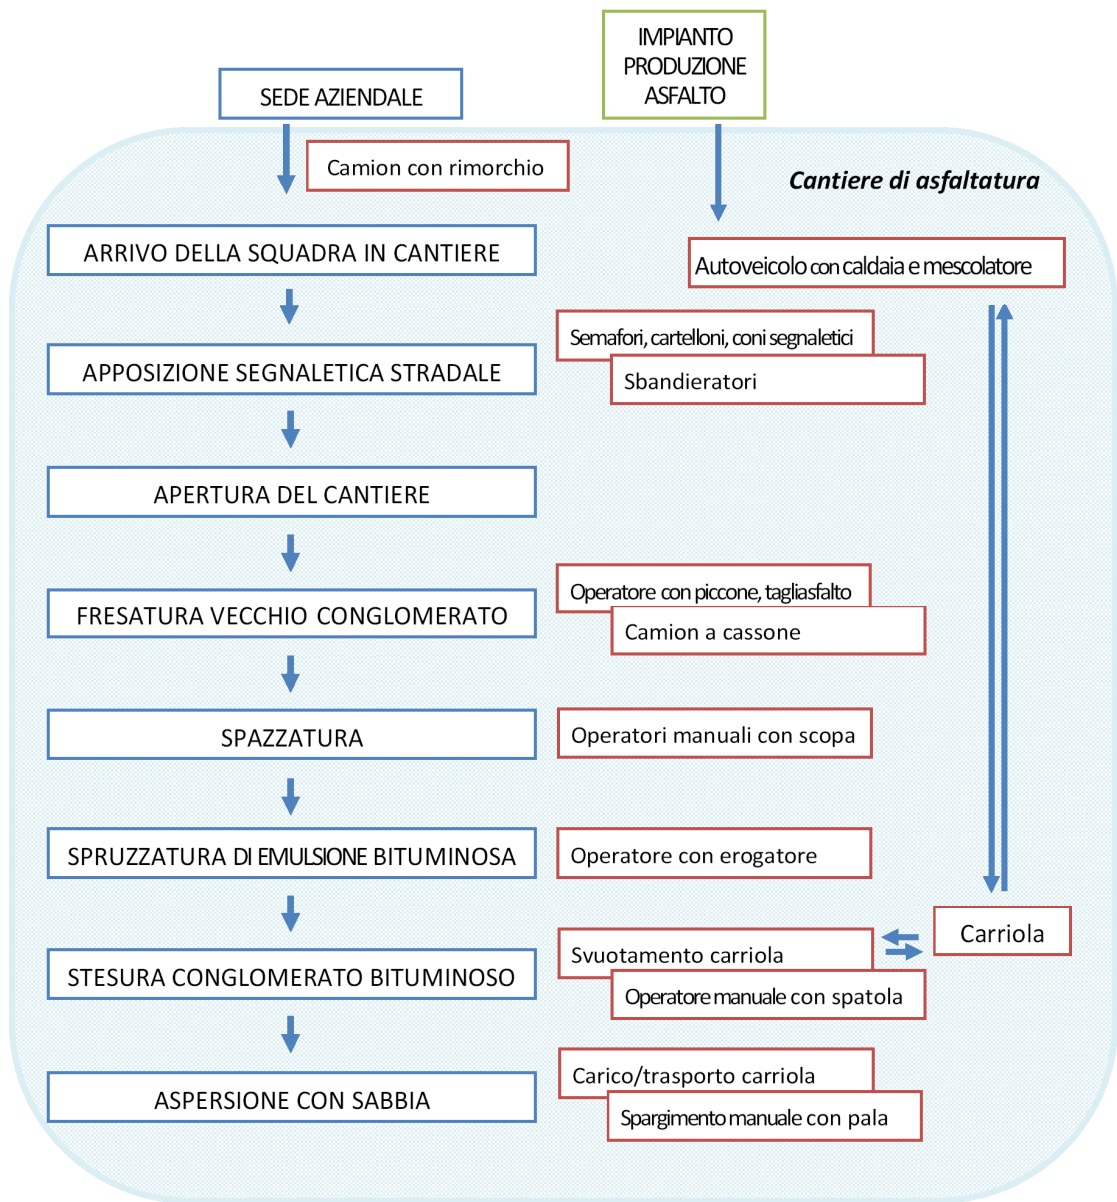 IMPIANTO
PRODUZIONE
ASFALTO
SEDE AZIENDALE
Camion con rimorchio
Cantiere di asfaltatura
ARRIVO DELLA SQUADRA IN CANTIERE
Autoveicolo con caldaia e mescolatore
Semafori, cartelloni, coni segnaletici
APPOSIZIONE SEGNALETICA STRADALE
Sbandieratori
APERTURA DEL CANTIERE
Operatore con piccone, tagliasfalto
FRESATURA VECCHIO CONGLOMERATO
Camion a cassone
SPAZZATURA
Operatori manuali con scopa
SPRUZZATURA DI EMULSIONE BITUMINOSA
Operatore con erogatore
Carriola
Svuotamento carriola
STESURA CONGLOMERATO BITUMINOSO
Operatore manuale con spatola
Carico/trasporto carriola
ASPERSIONE CON SABBIA
Spargimento manuale con pala